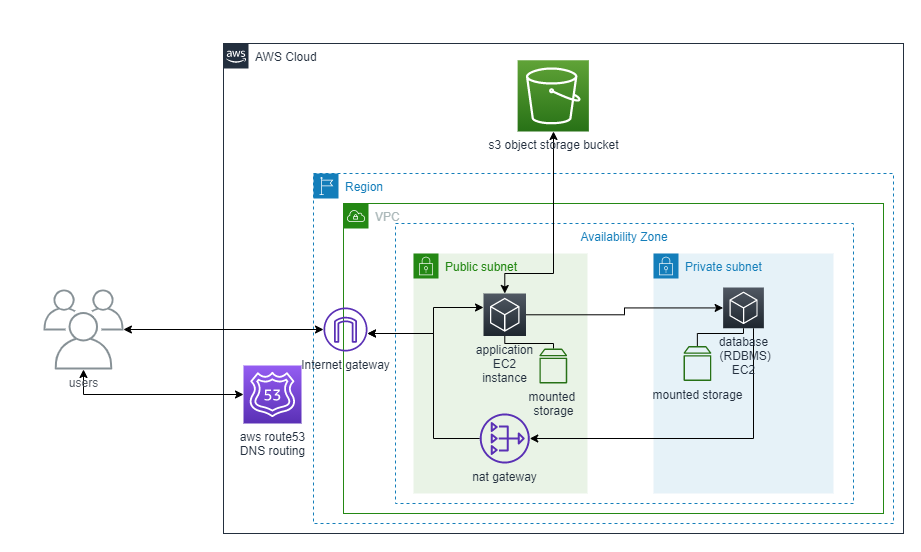 aws
AWS Cloud
s3 object storage bucket
Region
VPC
Availability Zone
Public subnet
Private subnet
application
EC2
instance
database
(RDBMS)
EC2
mounted
storage
mounted storage
Internet gateway
users
53
aws route53
DNS routing
nat gateway